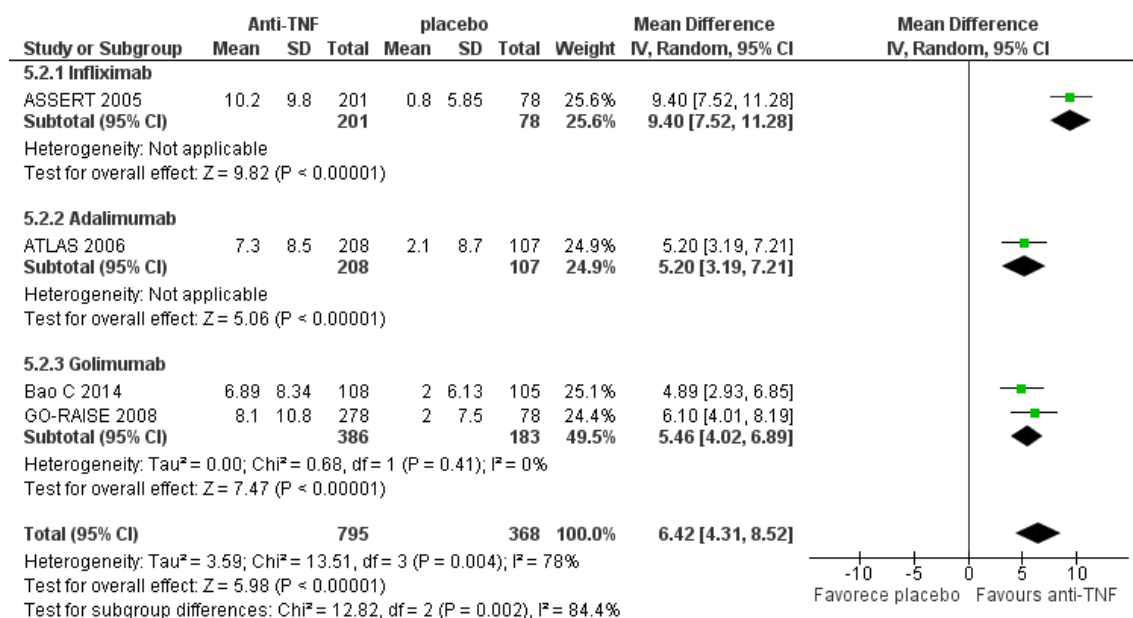 Anti-TNF placebo Mean Difference Mean Difference
Study or Subgroup Mean SD Total Mean SD Total Weight IV, Random, 95% CI IV, Random, 95% CI
5.2.1 Infliximab
ASSERT 2005 10.2 9.8 201 0.8 5.85 78 25.6% 9.40 [7.52, 11.28]
Subtotal (95% CI) 201 78 25.6% 9.40 [7.52, 11.28]
Heterogeneity: Not applicable
Test for overall effect: Z = 9.82 (P < 0.00001)
5.2.2 Adalimumab
ATLAS 2006 7.3 8.5 208 2.1 8.7 107 24.9% 5.20 [3.19, 7.21]
Subtotal (95% CI) 208 107 24.9% 5.20 [3.19, 7.21]
Heterogeneity: Not applicable
Test for overall effect: Z = 5.06 (P < 0.00001)
5.2.3 Golimumab
Bao C 2014 6.89 8.34 108 2 6.13 105 25.1% 4.89 [2.93, 6.85]
GO-RAISE 2008 8.1 10.8 278 2 7.5 78 24.4% 6.10 [4.01, 8.19]
Subtotal (95% CI) 386 183 49.5% 5.46 [4.02, 6.89]
Heterogeneity: Tau² = 0.00; Chi² = 0.68, df = 1 (P = 0.41); I² = 0%
Test for overall effect: Z = 7.47 (P < 0.00001)
Total (95% CI) 795 368 100.0% 6.42 [4.31, 8.52]
Heterogeneity: Tau² = 3.59; Chi² = 13.51, df = 3 (P = 0.004); I² = 78%
Test for overall effect: Z = 5.98 (P < 0.00001)
Test for subgroup differences: Chi² = 12.82, df = 2 (P = 0.002), I² = 84.4%
-10 -5 0 5 10
Favorece placebo Favours anti-TNF